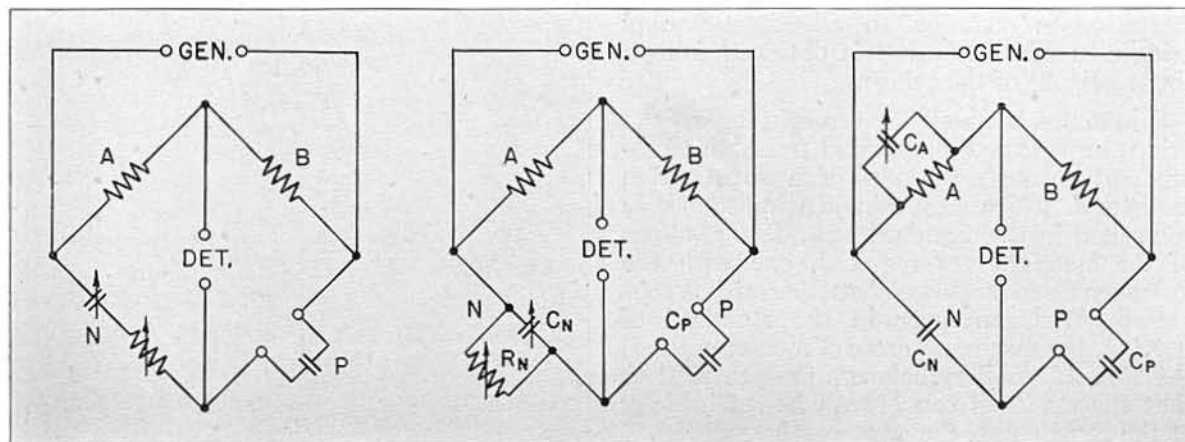 GEN.
A
B
DET.
N
P
GEN.
A
B
DET.
N
C_N
R_N
C_P
P
GEN.
C_A
A
B
DET.
N
C_N
P
C_P